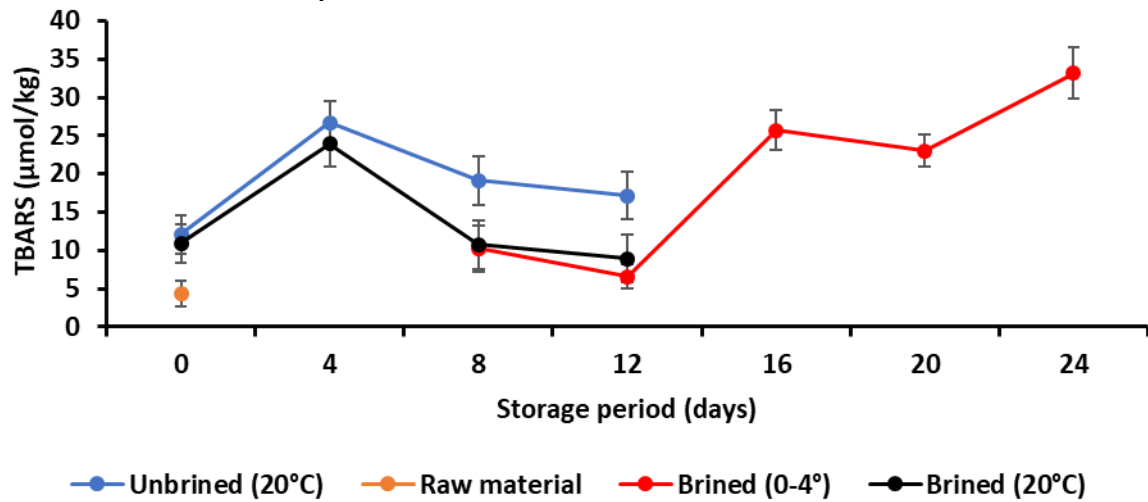 40
35
30
25
20
15
10
5
0
TBARS (µmol/kg)
0 4 8 12 16 20 24
Storage period (days)
Unbrined (20°C) Raw material Brined (0-4°) Brined (20°C)